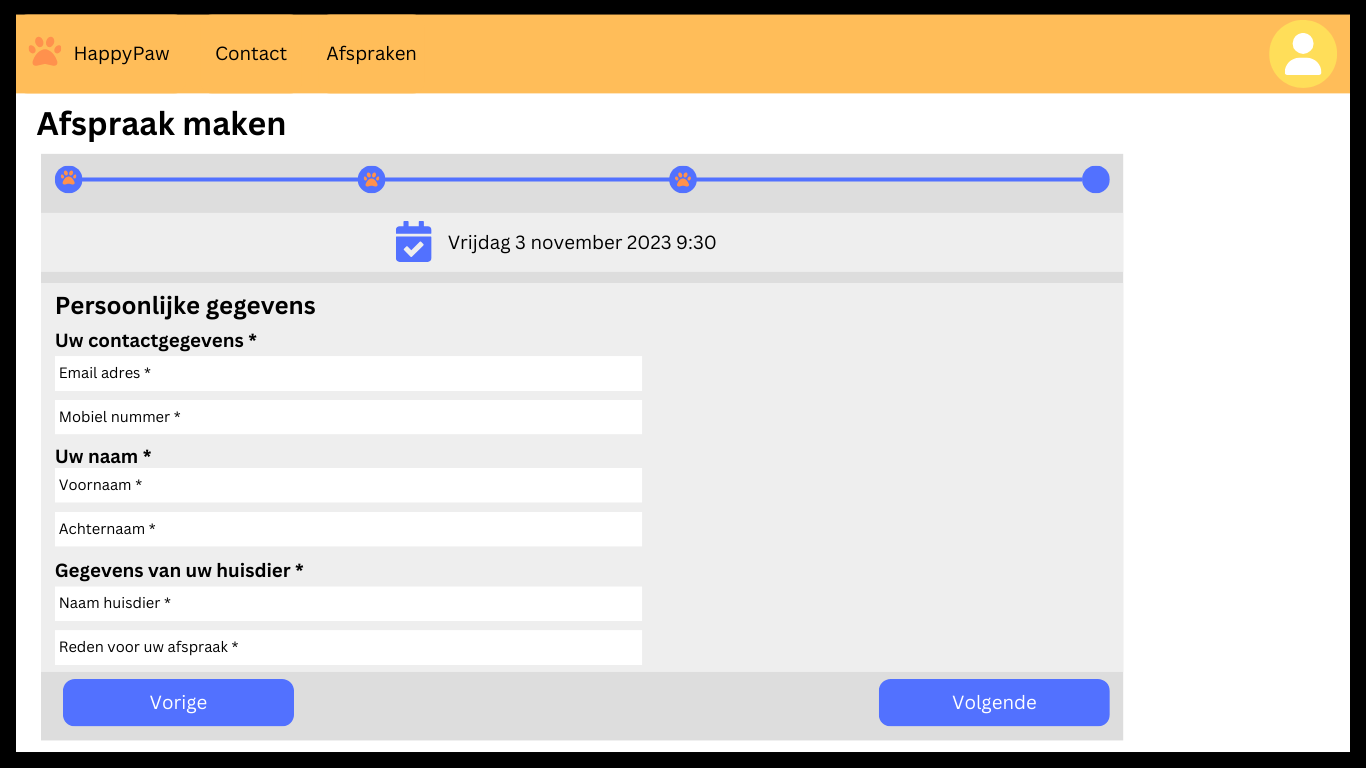 HappyPaw Contact Afspraken
Afspraak maken
Vrijdag 3 november 2023 9:30
Persoonlijke gegevens
Uw contactgegevens *
Email adres *
Mobiel nummer *
Uw naam *
Voornaam *
Achternaam *
Gegevens van uw huisdier *
Naam huisdier *
Reden voor uw afspraak *
Vorige Volgende